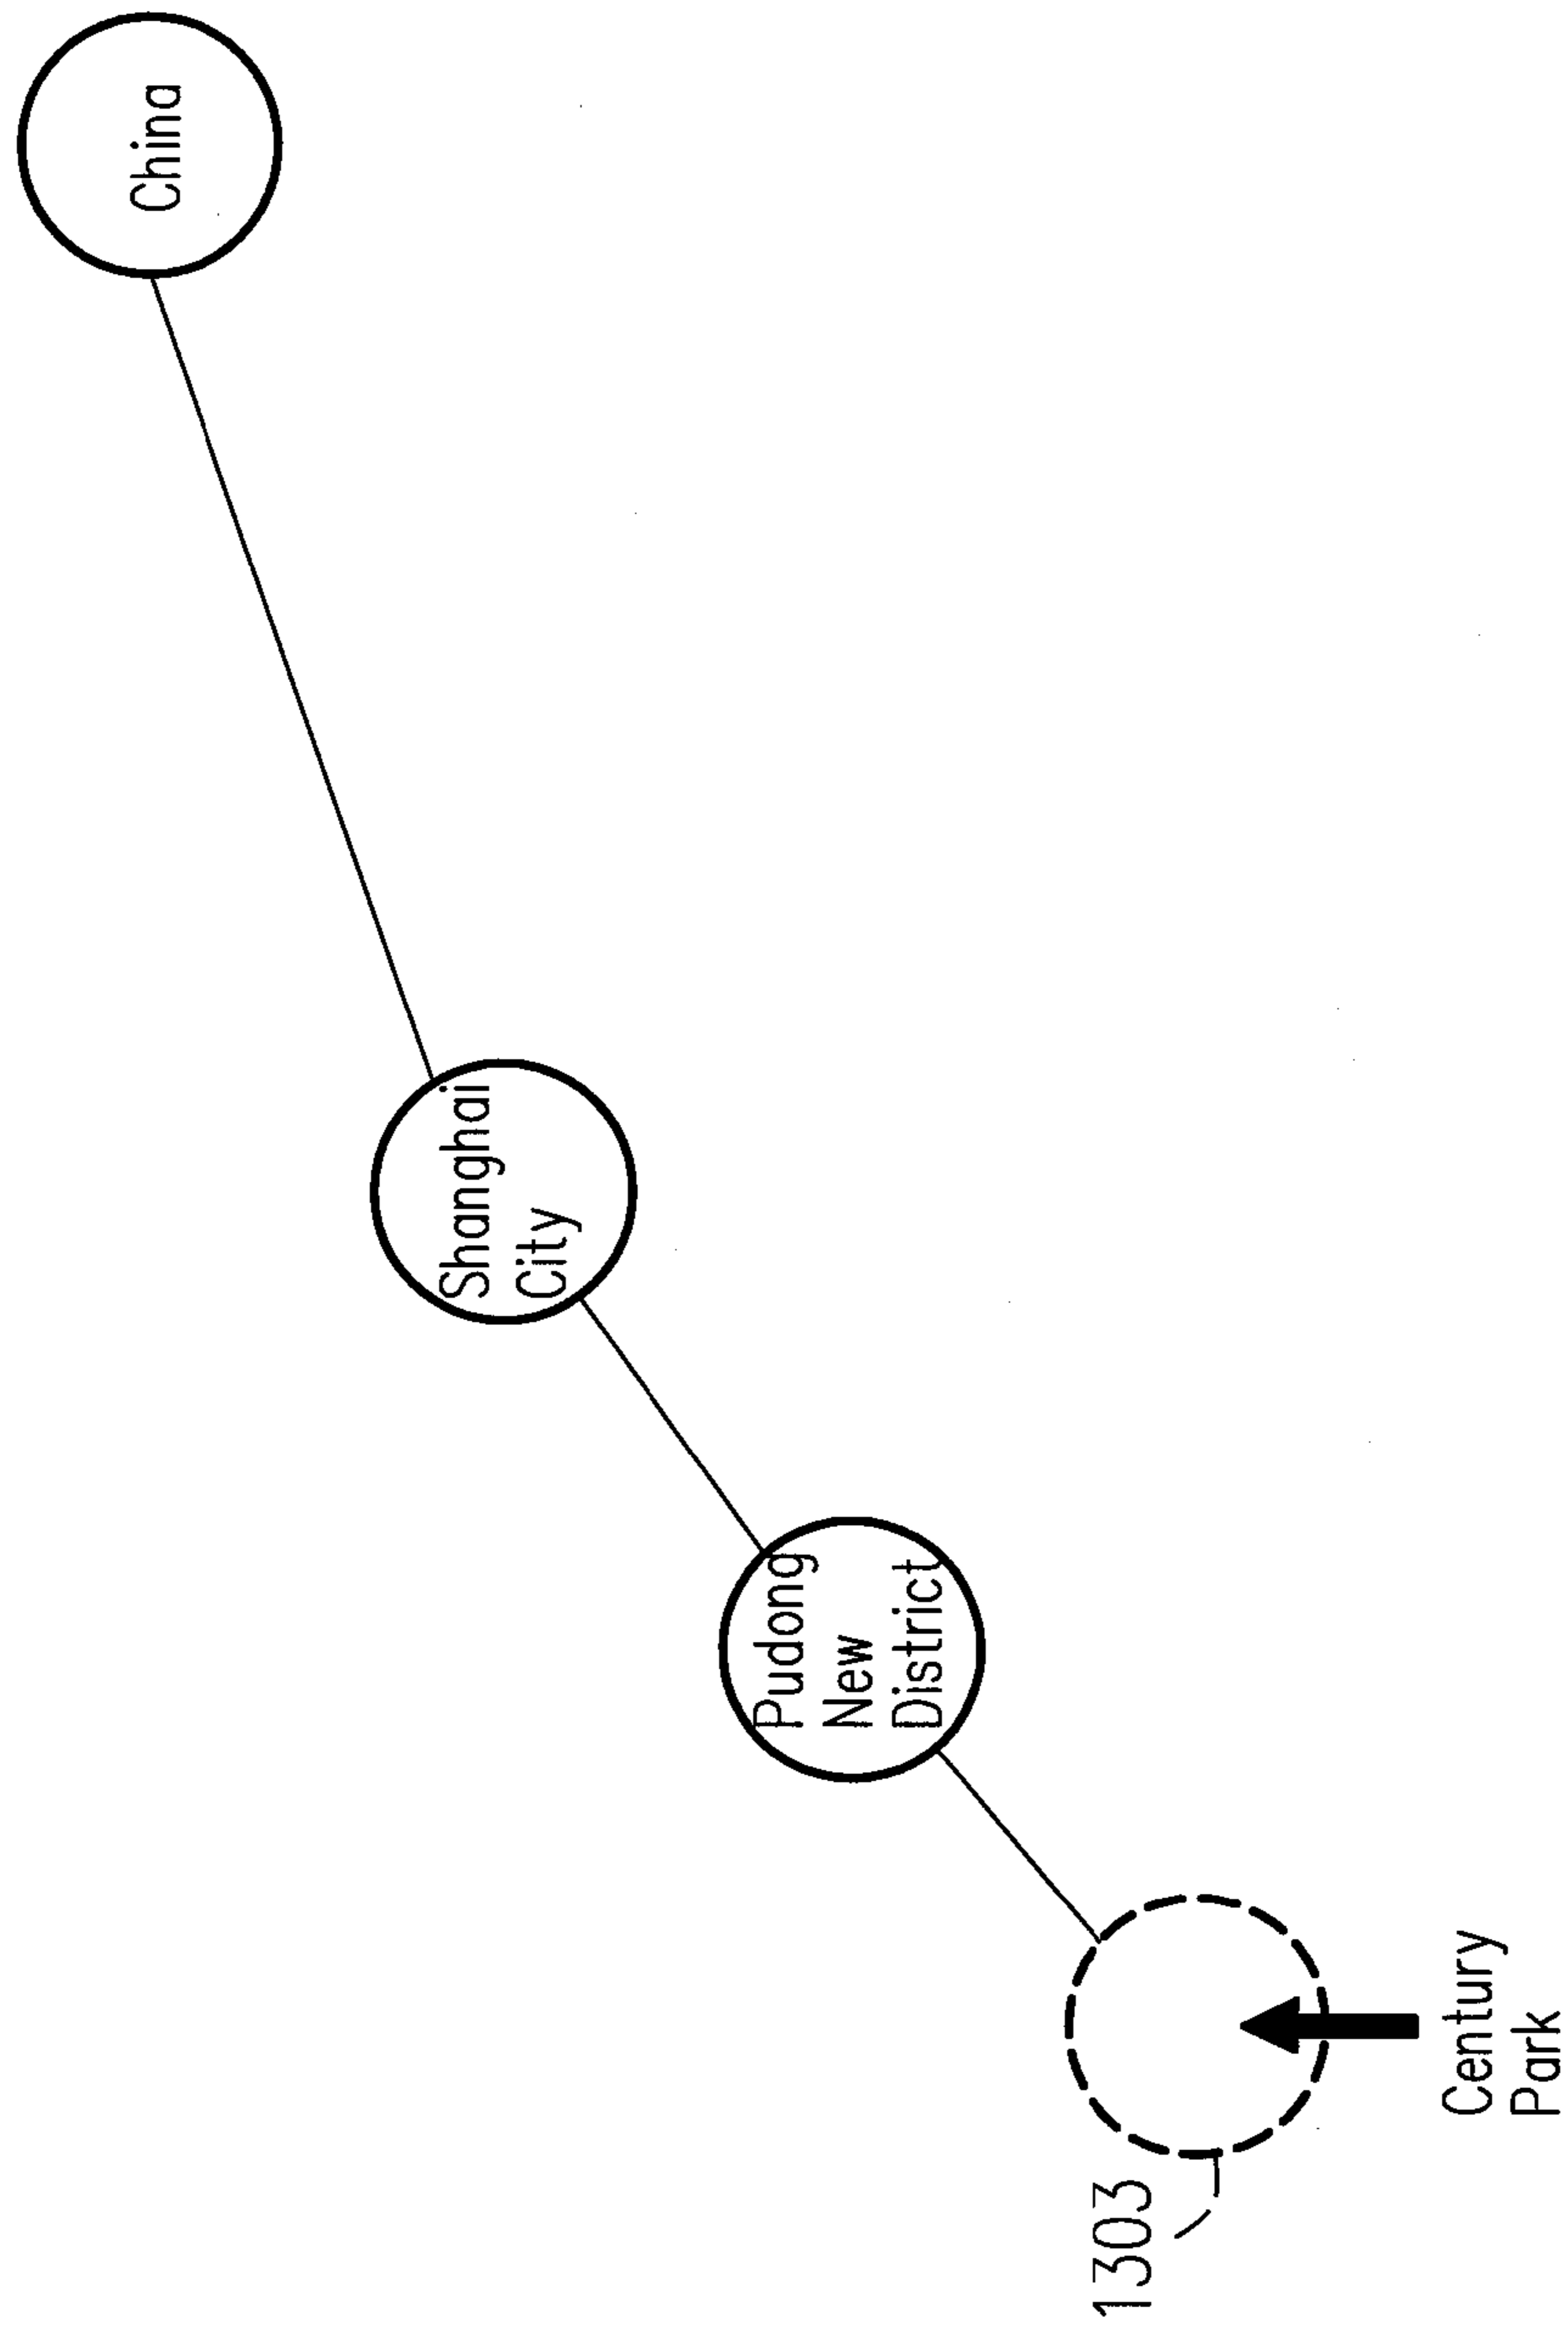 China
Shanghai
City
Pudong
New
District
1303
Century
Park